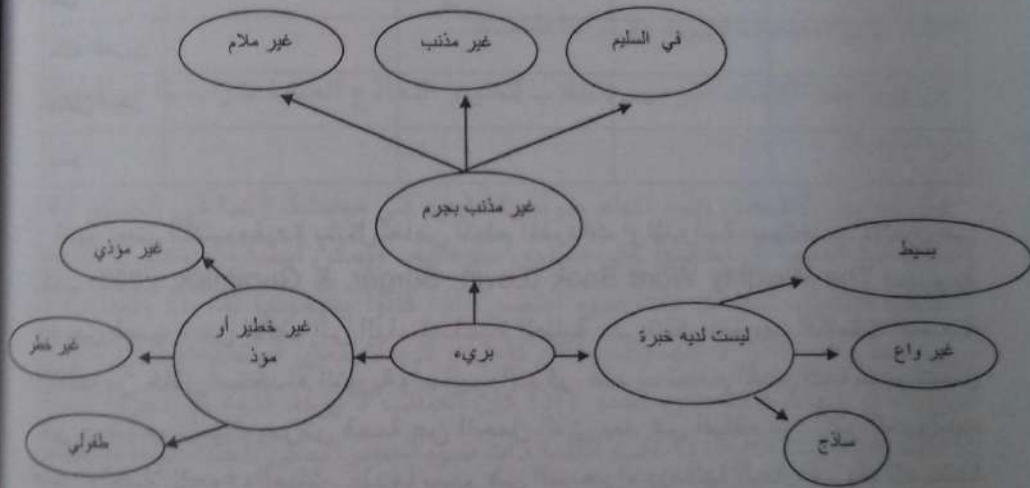 في السليم
غير مذنب
غير ملام
غير مذنب بجرم
غير مؤذي
بسيط
غير خطير أو
مؤذ
بريء
ليست لديه خبرة
غير خطر
غير واع
طفولي
ساذج